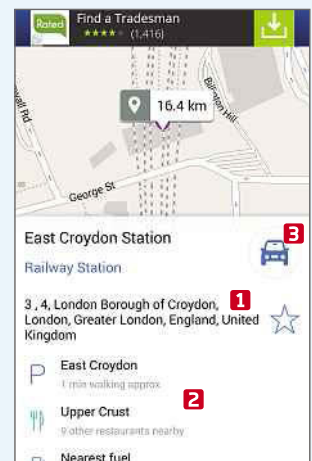 Rated
Find a Tradesman
(1,416)
Billinton Hill
16.4 km
George St
East Croydon Station
3
Railway Station
3 , 4, London Borough of Croydon,
1
London, Greater London, England, United
Kingdom
P
East Croydon
1 min walking approx
Upper Crust
2
9 other restaurants nearby
Nearest fuel